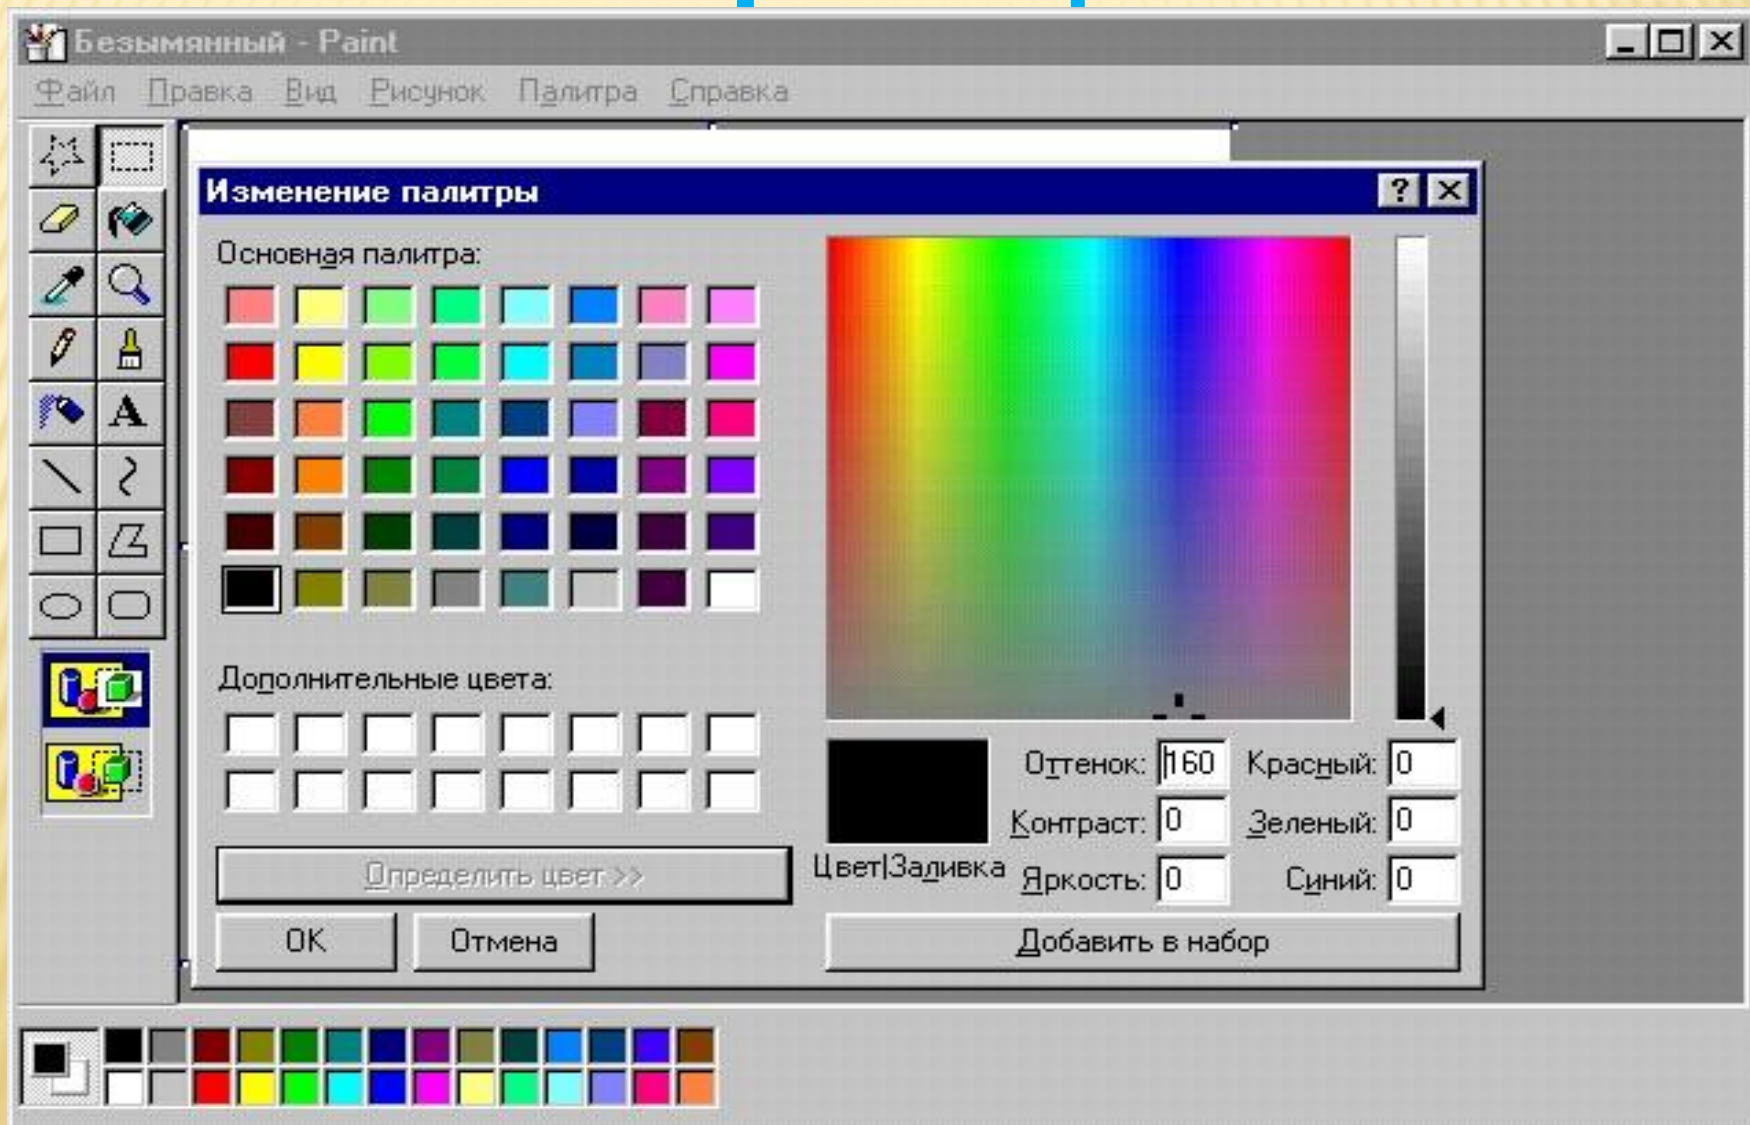 Безымянный - Paint
Файл Правка Вид Рисунок Палитра Справка
Изменение палитры
Основная палитра:
Дополнительные цвета:
Определить цвет >>
OK Отмена
Цвет|Заливка
Оттенок: 160 Красный: 0
Контраст: 0 Зеленый: 0
Яркость: 0 Синий: 0
Добавить в набор
A